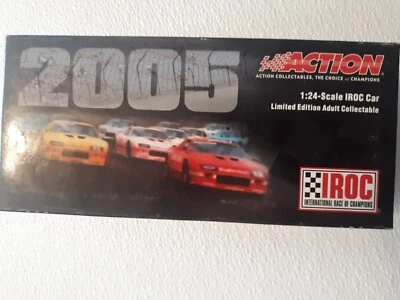 2005
ACTION
ACTION COLLECTABLES, THE CHOICE of CHAMPIONS
1:24-Scale IROC Car
Limited Edition Adult Collectable
IROC
INTERNATIONAL RACE OF CHAMPIONS